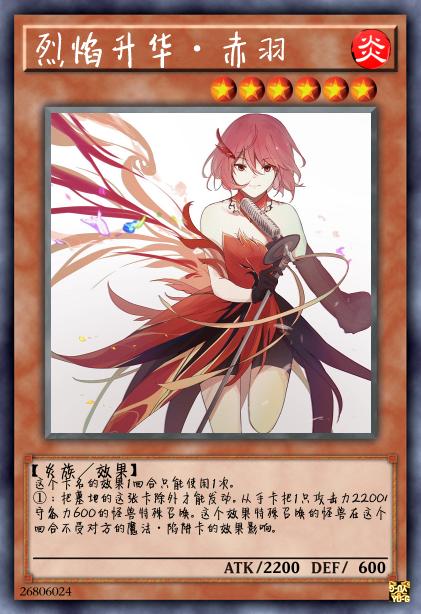 烈焰升华·赤羽
炎
【炎族／效果】
这个卡名的效果1回合只能使用1次。
①：把墓地的这张卡除外才能发动。从手卡把1只攻击力2200/
守备力600的怪兽特殊召唤。这个效果特殊召唤的怪兽在这个
回合不受对方的魔法·陷阱卡的效果影响。
ATK/2200 DEF/ 600
26806024